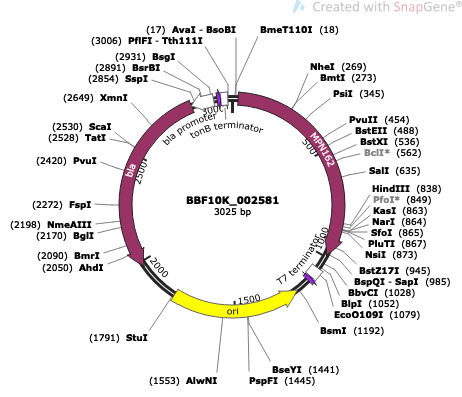 Created with SnapGene®
(17) AvaI - BsoBI
BmeT110I (18)
(3006) PflFI - Tth111I
(2931) BsgI
(2891) BsrBI
(2854) SspI
(2649) XmnI
(2530) ScaI
(2528) TatI
(2420) PvuI
(2272) FspI
(2198) NmeAIII
(2170) BglI
(2090) BmrI
(2050) AhdI
(1791) StuI
(1553) AlwNI
NheI (269)
BmtI (273)
PsiI (345)
PvuII (454)
BstEII (488)
BstXI (536)
BclI* (562)
SalI (635)
HindIII (838)
PfoI* (849)
KasI (863)
NarI (864)
SfoI (865)
PluTI (867)
NsiI (873)
BstZ17I (945)
BspQI - SapI (985)
BbvCI (1028)
BlpI (1052)
EcoO109I (1079)
BsmI (1192)
BseYI (1441)
PspFI (1445)
bla promoter
tonB terminator
3000
MPN162
500
1000
T7 terminator
1500
ori
2000
bla
2500
BBF10K_002581
3025 bp